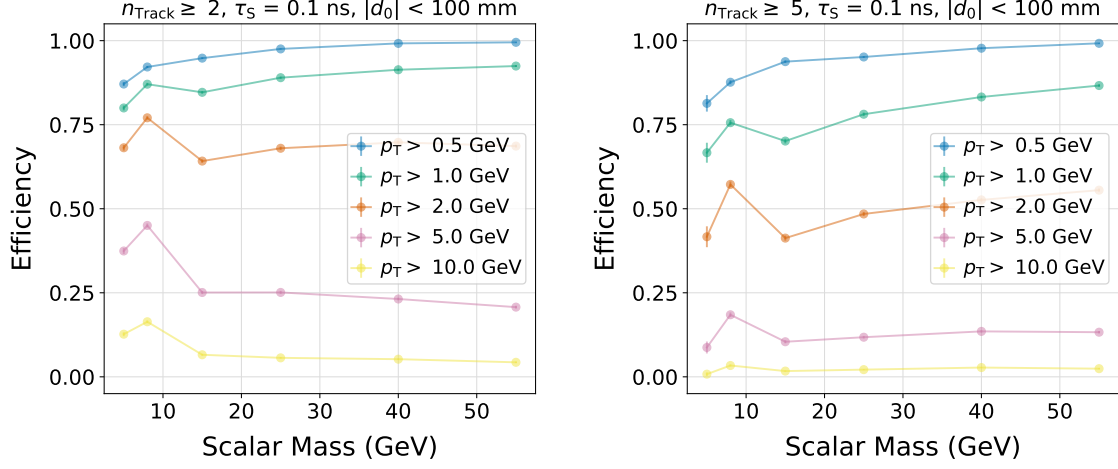 n_Track ≥ 2, τ_S = 0.1 ns, |d_0| < 100 mm
1.00
0.75
0.50
0.25
0.00
Efficiency
p_T > 0.5 GeV
p_T > 1.0 GeV
p_T > 2.0 GeV
p_T > 5.0 GeV
p_T > 10.0 GeV
10 20 30 40 50
Scalar Mass (GeV)
n_Track ≥ 5, τ_S = 0.1 ns, |d_0| < 100 mm
1.00
0.75
0.50
0.25
0.00
Efficiency
p_T > 0.5 GeV
p_T > 1.0 GeV
p_T > 2.0 GeV
p_T > 5.0 GeV
p_T > 10.0 GeV
10 20 30 40 50
Scalar Mass (GeV)